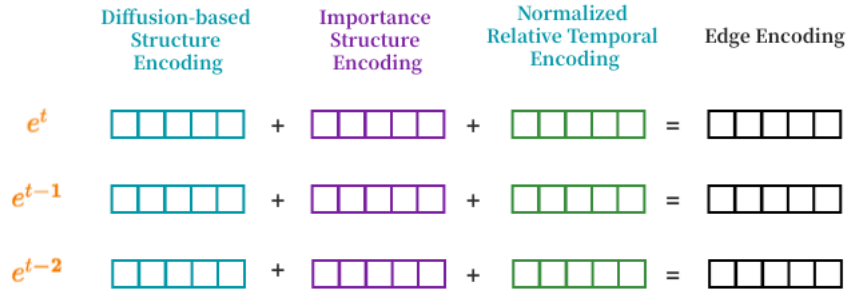 Diffusion-based
Structure
Encoding
Importance
Structure
Encoding
Normalized
Relative Temporal
Encoding
Edge Encoding
e^t + + =
e^{t-1} + + =
e^{t-2} + + =